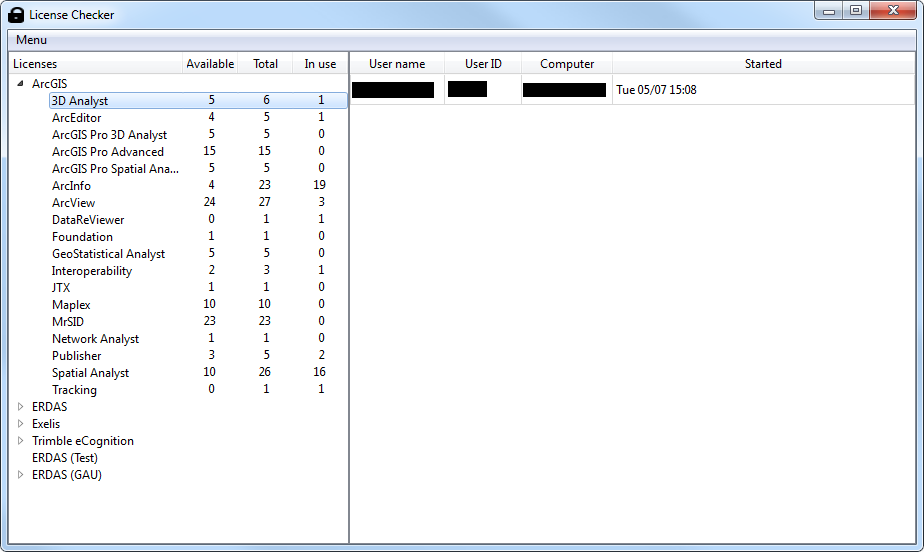 License Checker
Menu
Licenses Available Total In use User name User ID Computer Started
ArcGIS
3D Analyst 5 6 1 Tue 05/07 15:08
ArcEditor 4 5 1
ArcGIS Pro 3D Analyst 5 5 0
ArcGIS Pro Advanced 15 15 0
ArcGIS Pro Spatial Ana... 5 5 0
ArcInfo 4 23 19
ArcView 24 27 3
DataReViewer 0 1 1
Foundation 1 1 0
GeoStatistical Analyst 5 5 0
Interoperability 2 3 1
JTX 1 1 0
Maplex 10 10 0
MrSID 23 23 0
Network Analyst 1 1 0
Publisher 3 5 2
Spatial Analyst 10 26 16
Tracking 0 1 1
ERDAS
Exelis
Trimble eCognition
ERDAS (Test)
ERDAS (GAU)